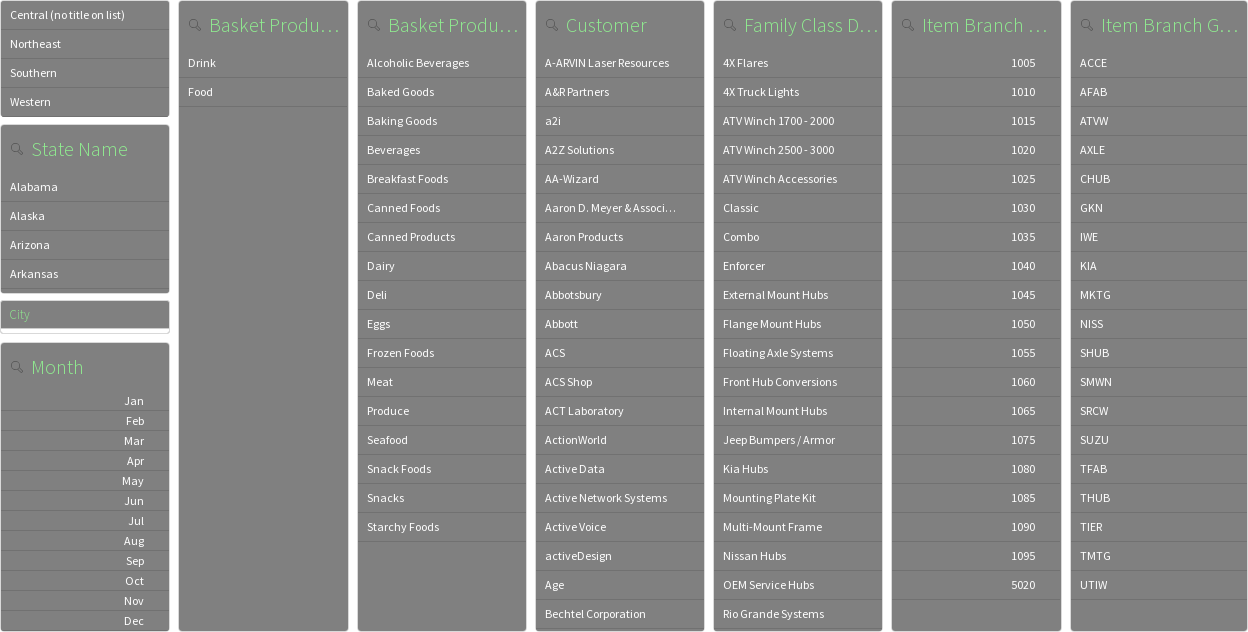 Central (no title on list)
Northeast
Southern
Western
State Name
Alabama
Alaska
Arizona
Arkansas
City
Month
Jan
Feb
Mar
Apr
May
Jun
Jul
Aug
Sep
Oct
Nov
Dec
Basket Produ...
Drink
Food
Basket Produ...
Alcoholic Beverages
Baked Goods
Baking Goods
Beverages
Breakfast Foods
Canned Foods
Canned Products
Dairy
Deli
Eggs
Frozen Foods
Meat
Produce
Seafood
Snack Foods
Snacks
Starchy Foods
Customer
A-ARVIN Laser Resources
A&R Partners
a2i
A2Z Solutions
AA-Wizard
Aaron D. Meyer & Associ...
Aaron Products
Abacus Niagara
Abbotsbury
Abbott
ACS
ACS Shop
ACT Laboratory
ActionWorld
Active Data
Active Network Systems
Active Voice
activeDesign
Age
Bechtel Corporation
Family Class D...
4X Flares
4X Truck Lights
ATV Winch 1700 - 2000
ATV Winch 2500 - 3000
ATV Winch Accessories
Classic
Combo
Enforcer
External Mount Hubs
Flange Mount Hubs
Floating Axle Systems
Front Hub Conversions
Internal Mount Hubs
Jeep Bumpers / Armor
Kia Hubs
Mounting Plate Kit
Multi-Mount Frame
Nissan Hubs
OEM Service Hubs
Rio Grande Systems
Item Branch ...
1005
1010
1015
1020
1025
1030
1035
1040
1045
1050
1055
1060
1065
1075
1080
1085
1090
1095
5020
Item Branch G...
ACCE
AFAB
ATVW
AXLE
CHUB
GKN
IWE
KIA
MKTG
NISS
SHUB
SMWN
SRCW
SUZU
TFAB
THUB
TIER
TMTG
UTIW